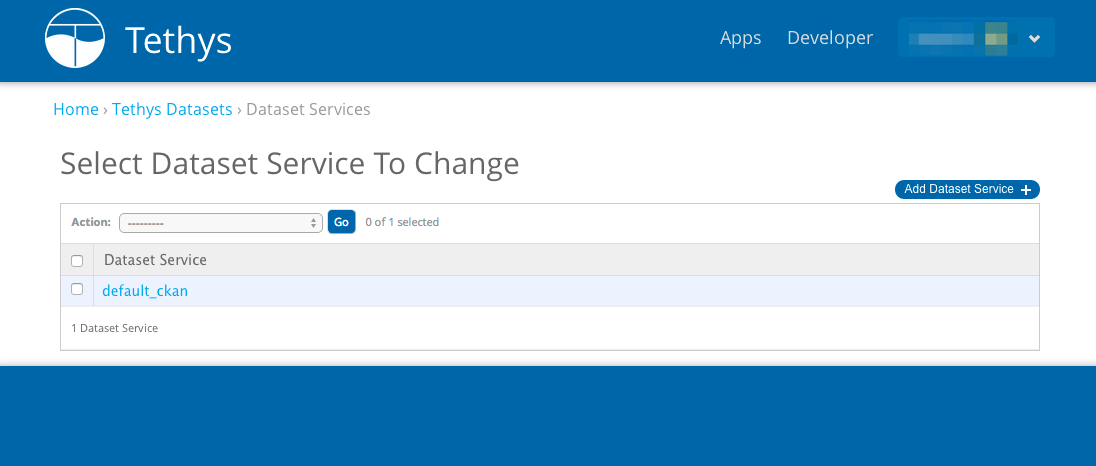 Tethys
Apps Developer
Home › Tethys Datasets › Dataset Services
Select Dataset Service To Change
Add Dataset Service +
Action: --------- Go 0 of 1 selected
Dataset Service
default_ckan
1 Dataset Service